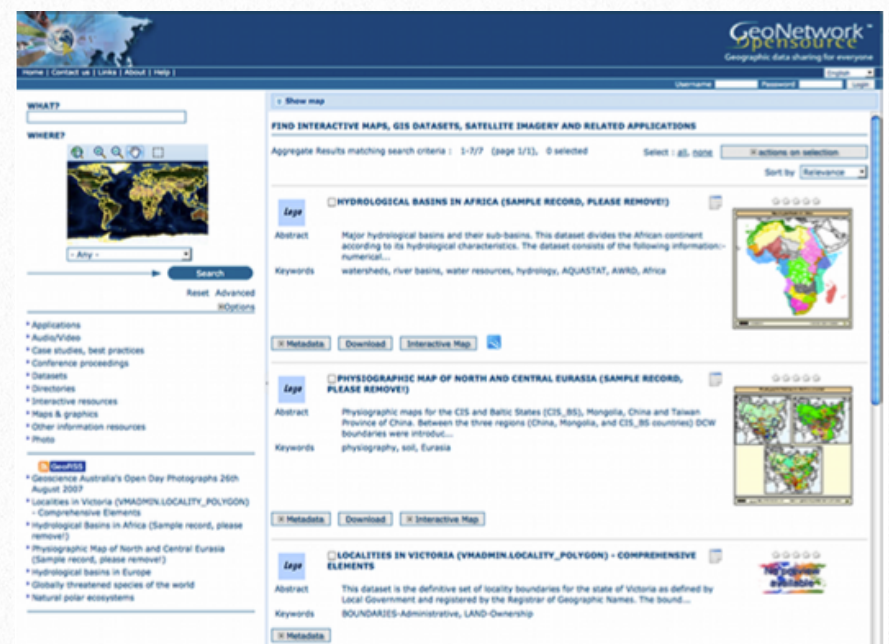 GeoNetwork
Opensource
Geographic data sharing for everyone
Home | Contact us | Links | About | Help |
English
Username
Password
Login
WHAT?
WHERE?
- Any -
Search
Reset Advanced
Options
Applications
Audio/Video
Case studies, best practices
Conference proceedings
Datasets
Directories
Interactive resources
Maps & graphics
Other information resources
Photo
GeoRSS
Geoscience Australia's Open Day Photographs 26th
August 2007
Localities in Victoria (VMADMIN.LOCALITY_POLYGON)
- Comprehensive Elements
Hydrological Basins in Africa (Sample record, please
remove!)
Physiographic Map of North and Central Eurasia
(Sample record, please remove!)
Hydrological basins in Europe
Globally threatened species of the world
Natural polar ecosystems
Show map
FIND INTERACTIVE MAPS, GIS DATASETS, SATELLITE IMAGERY AND RELATED APPLICATIONS
Aggregate Results matching search criteria : 1-7/7 (page 1/1), 0 selected
Select : all, none
actions on selection
Sort by Relevance
Logo
HYDROLOGICAL BASINS IN AFRICA (SAMPLE RECORD, PLEASE REMOVE!)
Abstract Major hydrological basins and their sub-basins. This dataset divides the African continent
according to its hydrological characteristics. The dataset consists of the following information:-
numerical...
Keywords watersheds, river basins, water resources, hydrology, AQUASTAT, AWRD, Africa
Metadata Download Interactive Map
Logo
PHYSIOGRAPHIC MAP OF NORTH AND CENTRAL EURASIA (SAMPLE RECORD,
PLEASE REMOVE!)
Abstract Physiographic maps for the CIS and Baltic States (CIS_BS), Mongolia, China and Taiwan
Province of China. Between the three regions (China, Mongolia, and CIS_BS countries) DCW
boundaries were introduc...
Keywords physiography, soil, Eurasia
Metadata Download Interactive Map
Logo
LOCALITIES IN VICTORIA (VMADMIN.LOCALITY_POLYGON) - COMPREHENSIVE
ELEMENTS
Abstract This dataset is the definitive set of locality boundaries for the state of Victoria as defined by
Local Government and registered by the Registrar of Geographic Names. The bound...
Keywords BOUNDARIES-Administrative, LAND-Ownership
Metadata
No preview
available